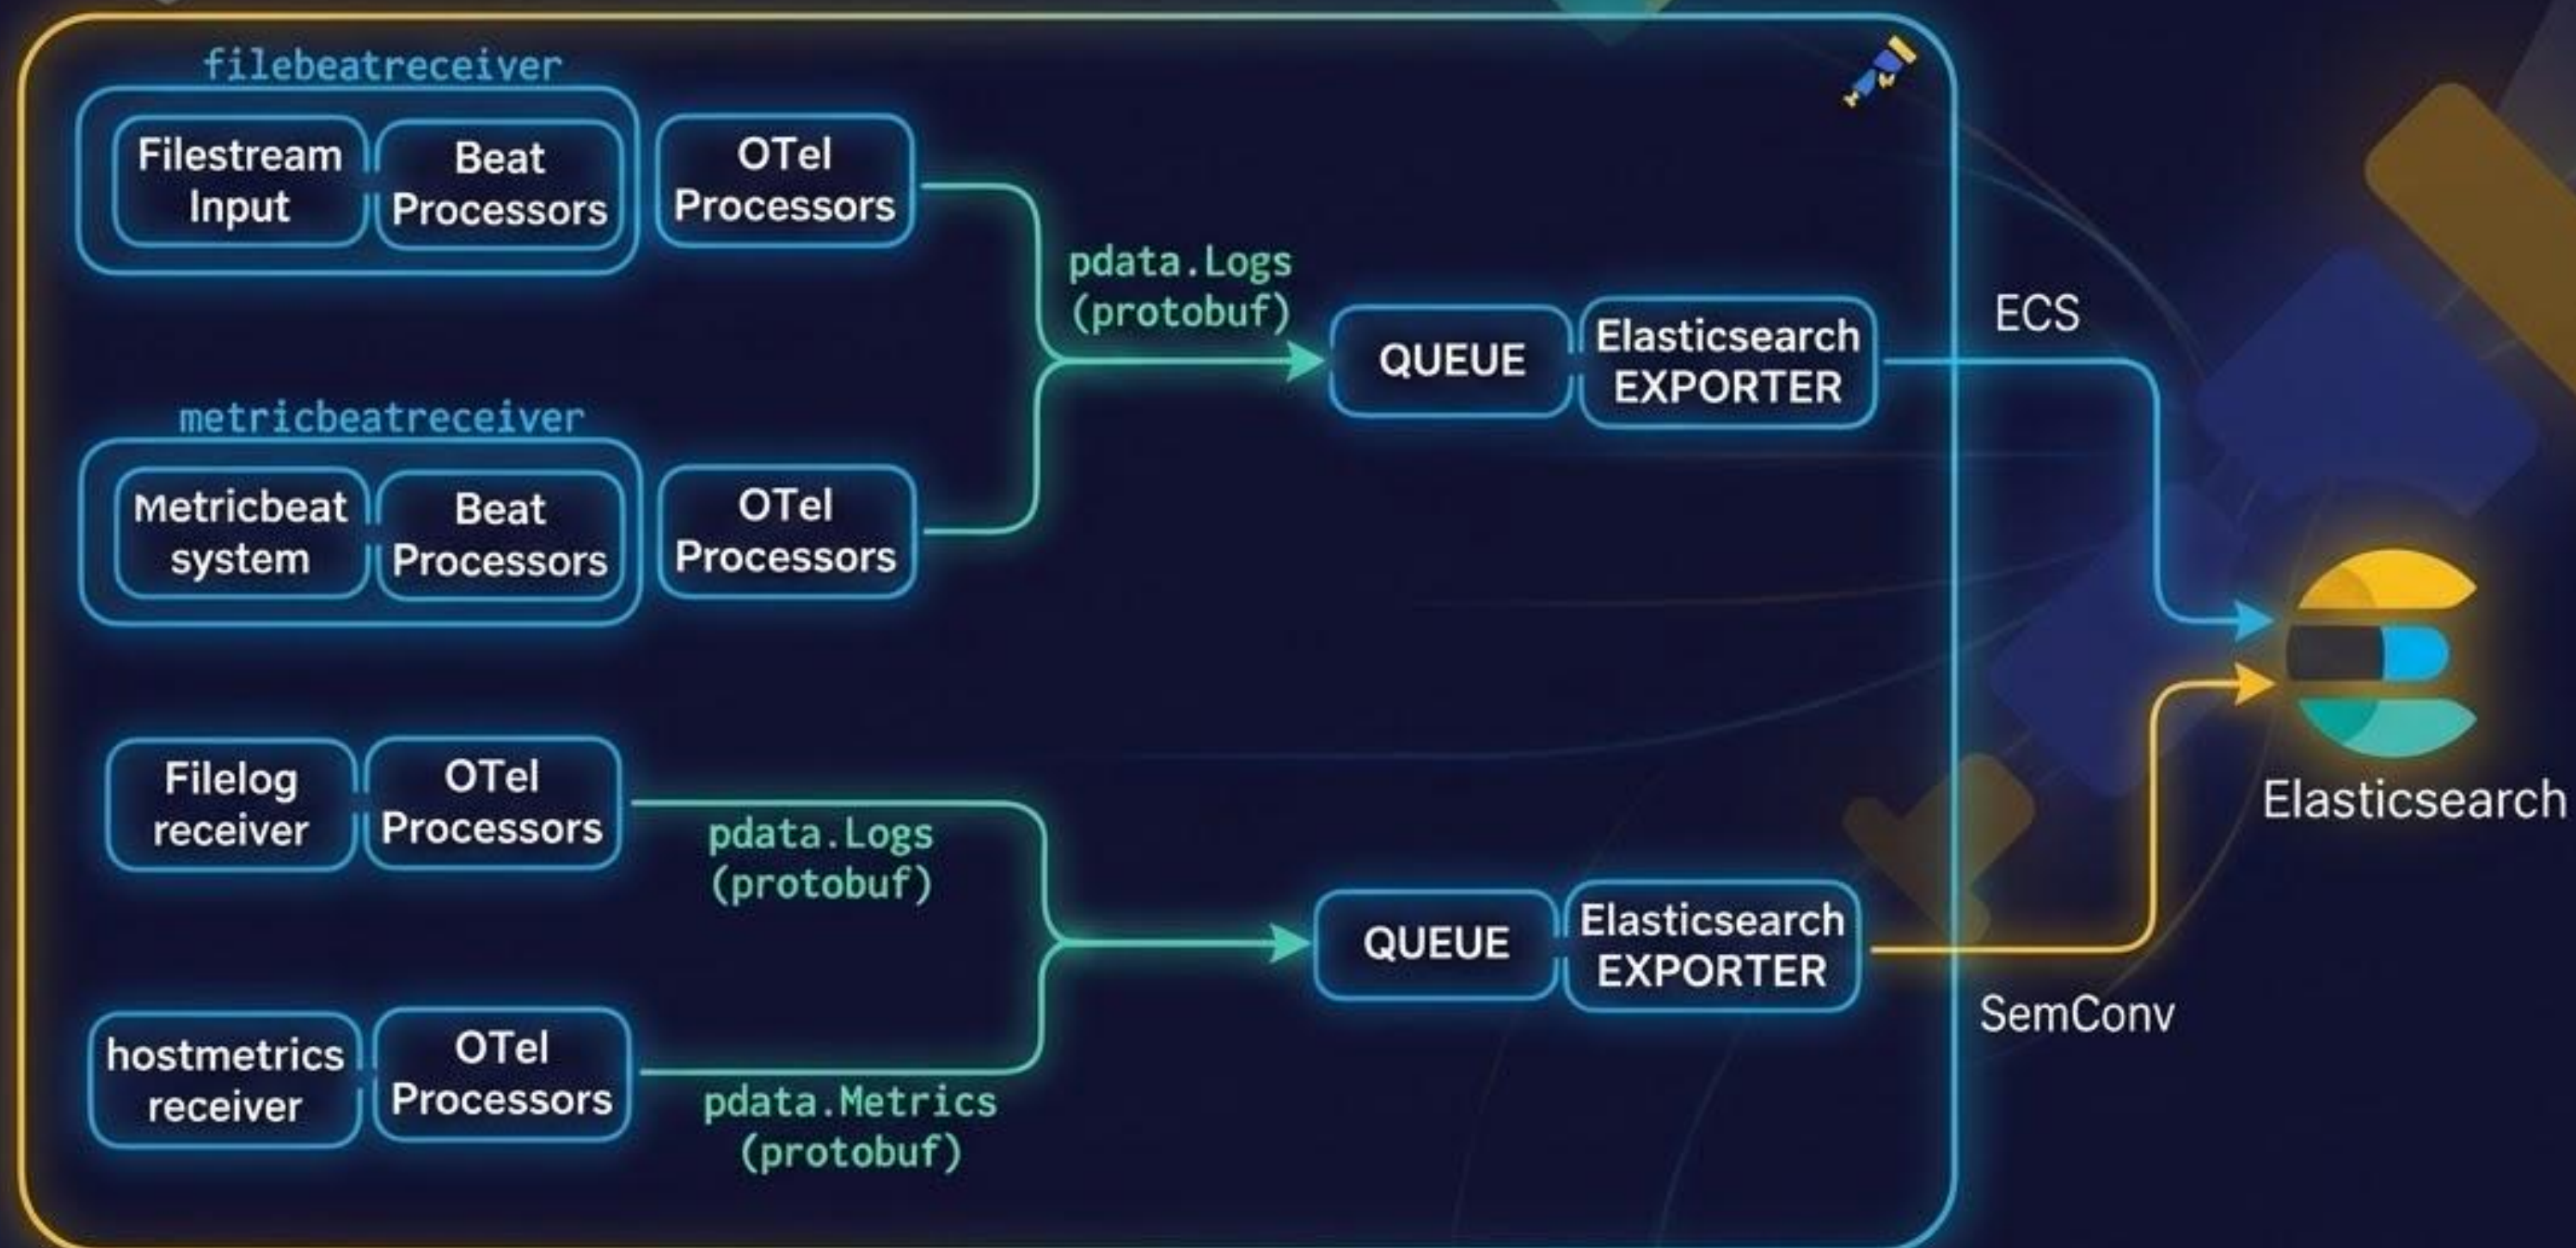 filebeatreceiver
Filestream
Input
Beat
Processors
OTel
Processors
pdata.Logs
(protobuf)
QUEUE
Elasticsearch
EXPORTER
ECS
metricbeatreceiver
Metricbeat
system
Beat
Processors
OTel
Processors
Filelog
receiver
OTel
Processors
pdata.Logs
(protobuf)
hostmetrics
receiver
OTel
Processors
pdata.Metrics
(protobuf)
QUEUE
Elasticsearch
EXPORTER
SemConv
Elasticsearch